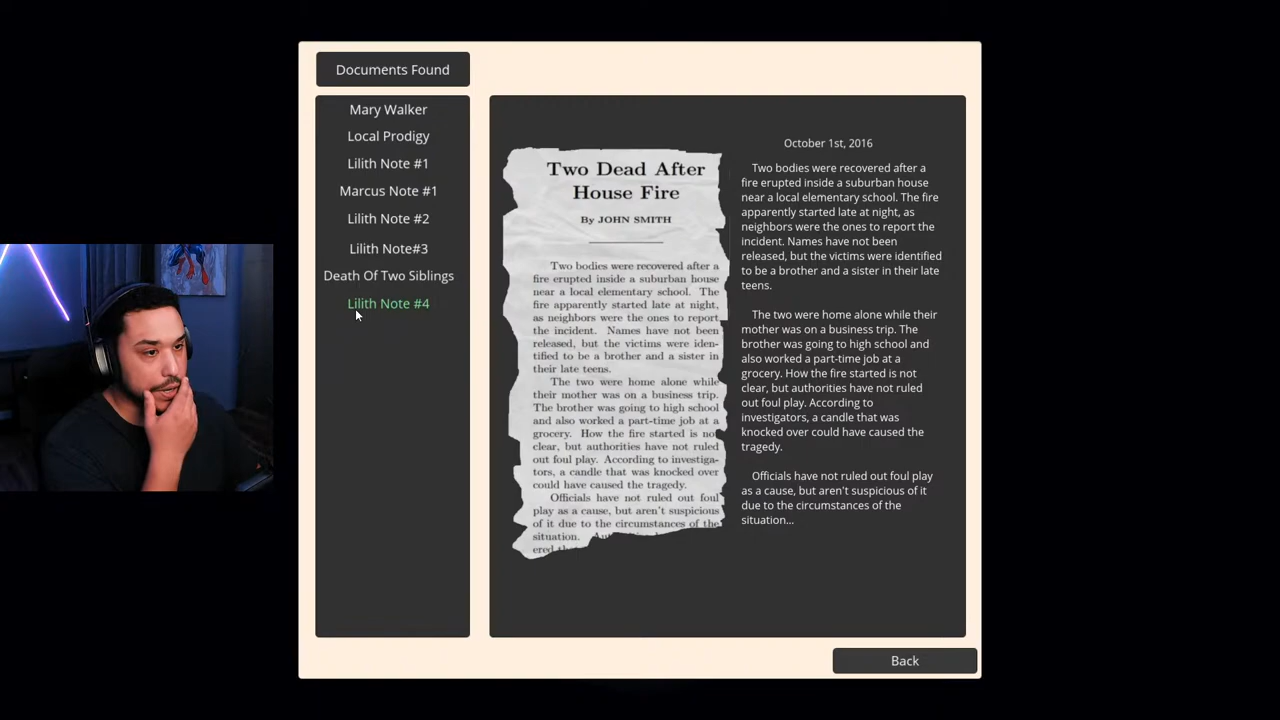 Documents Found
Mary Walker
Local Prodigy
Lilith Note #1
Marcus Note #1
Lilith Note #2
Lilith Note#3
Death Of Two Siblings
Lilith Note #4
Two Dead After
House Fire
By JOHN SMITH
Two bodies were recovered after a
fire erupted inside a suburban house
near a local elementary school. The
fire apparently started late at night,
as neighbors were the ones to report
the incident. Names have not been
released, but the victims were iden-
tified to be a brother and a sister in
their late teens.
The two were home alone while
their mother was on a business trip.
The brother was going to high school
and also worked a part-time job at a
grocery. How the fire started is not
clear, but authorities have not ruled
out foul play. According to investiga-
tors, a candle that was knocked over
could have caused the tragedy.
Officials have not ruled out foul
play as a cause, but aren't suspicious
of it due to the circumstances of the
situation.
October 1st, 2016
Two bodies were recovered after a
fire erupted inside a suburban house
near a local elementary school. The fire
apparently started late at night, as
neighbors were the ones to report the
incident. Names have not been
released, but the victims were identified
to be a brother and a sister in their late
teens.
The two were home alone while their
mother was on a business trip. The
brother was going to high school and
also worked a part-time job at a
grocery. How the fire started is not
clear, but authorities have not ruled
out foul play. According to
investigators, a candle that was
knocked over could have caused the
tragedy.
Officials have not ruled out foul play
as a cause, but aren't suspicious of it
due to the circumstances of the
situation...
Back